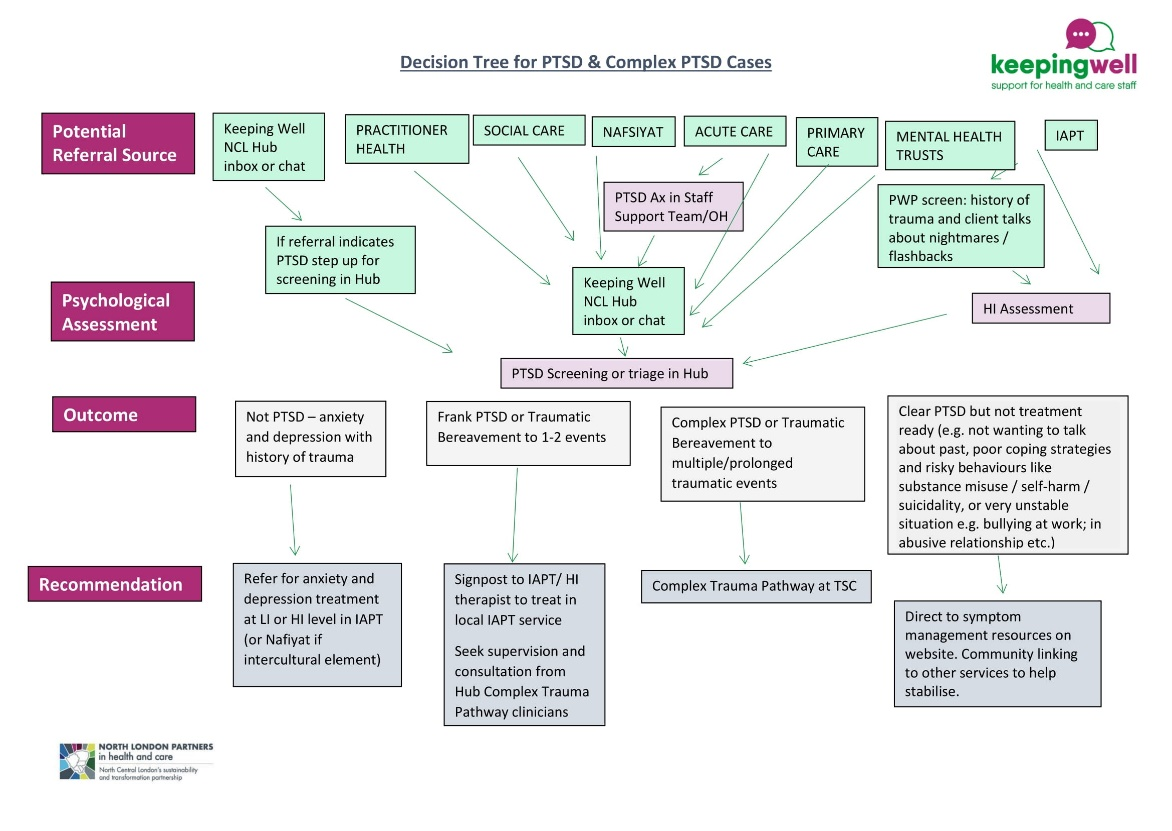 Decision Tree for PTSD & Complex PTSD Cases
keepingwell
support for health and care staff
Potential
Referral Source
Keeping Well
NCL Hub
inbox or chat
PRACTITIONER
HEALTH
SOCIAL CARE
NAFSIYAT
ACUTE CARE
PRIMARY
CARE
MENTAL HEALTH
TRUSTS
IAPT
PTSD Ax in Staff
Support Team/OH
PWP screen: history of
trauma and client talks
about nightmares /
flashbacks
If referral indicates
PTSD step up for
screening in Hub
Psychological
Assessment
Keeping Well
NCL Hub
inbox or chat
HI Assessment
PTSD Screening or triage in Hub
Outcome
Not PTSD – anxiety
and depression with
history of trauma
Frank PTSD or Traumatic
Bereavement to 1-2 events
Complex PTSD or Traumatic
Bereavement to
multiple/prolonged
traumatic events
Clear PTSD but not treatment
ready (e.g. not wanting to talk
about past, poor coping strategies
and risky behaviours like
substance misuse / self-harm /
suicidality, or very unstable
situation e.g. bullying at work; in
abusive relationship etc.)
Recommendation
Refer for anxiety and
depression treatment
at LI or HI level in IAPT
(or Nafiyat if
intercultural element)
Signpost to IAPT/ HI
therapist to treat in
local IAPT service
Seek supervision and
consultation from
Hub Complex Trauma
Pathway clinicians
Complex Trauma Pathway at TSC
Direct to symptom
management resources on
website. Community linking
to other services to help
stabilise.
NORTH LONDON PARTNERS
in health and care
North Central London's sustainability
and transformation partnership